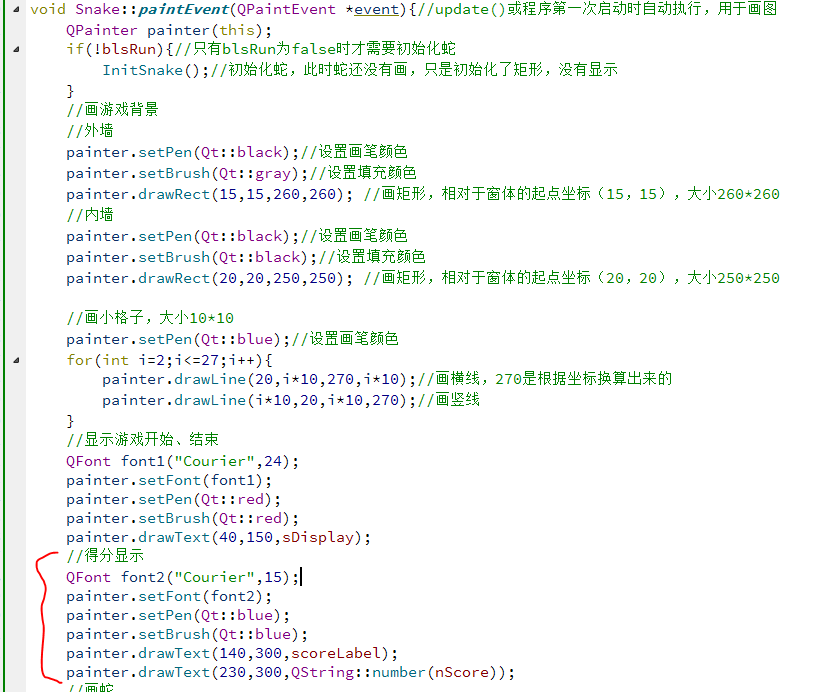 void Snake::paintEvent(QPaintEvent *event){//update()或程序第一次启动时自动执行，用于画图
QPainter painter(this);
if(!blsRun){//只有blsRun为false时才需要初始化蛇
InitSnake();//初始化蛇，此时蛇还没有画，只是初始化了矩形，没有显示
}
//画游戏背景
//外墙
painter.setPen(Qt::black);//设置画笔颜色
painter.setBrush(Qt::gray);//设置填充颜色
painter.drawRect(15,15,260,260); //画矩形，相对于窗体的起点坐标（15，15），大小260*260
//内墙
painter.setPen(Qt::black);//设置画笔颜色
painter.setBrush(Qt::black);//设置填充颜色
painter.drawRect(20,20,250,250); //画矩形，相对于窗体的起点坐标（20，20），大小250*250
//画小格子，大小10*10
painter.setPen(Qt::blue);//设置画笔颜色
for(int i=2;i<=27;i++){
painter.drawLine(20,i*10,270,i*10);//画横线，270是根据坐标换算出来的
painter.drawLine(i*10,20,i*10,270);//画竖线
}
//显示游戏开始、结束
QFont font1("Courier",24);
painter.setFont(font1);
painter.setPen(Qt::red);
painter.setBrush(Qt::red);
painter.drawText(40,150,sDisplay);
//得分显示
QFont font2("Courier",15);
painter.setFont(font2);
painter.setPen(Qt::blue);
painter.setBrush(Qt::blue);
painter.drawText(140,300,scoreLabel);
painter.drawText(230,300,QString::number(nScore));
//画蛇